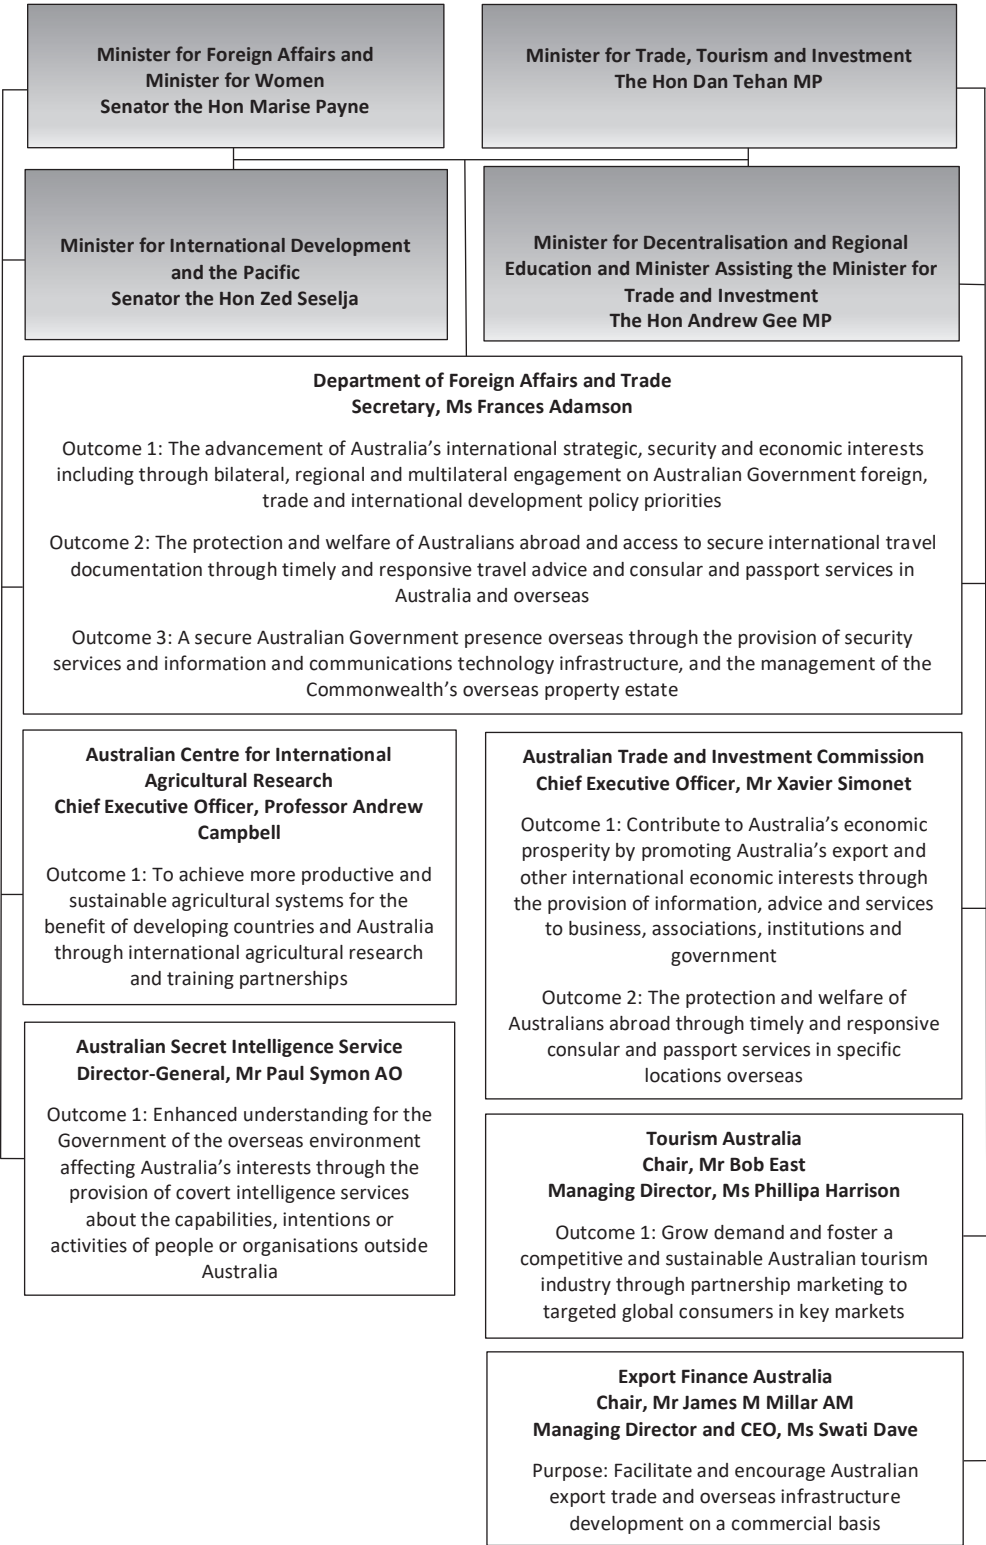 Minister for Foreign Affairs and
Minister for Women
Senator the Hon Marise Payne
Minister for Trade, Tourism and Investment
The Hon Dan Tehan MP
Minister for International Development
and the Pacific
Senator the Hon Zed Seselja
Minister for Decentralisation and Regional
Education and Minister Assisting the Minister for
Trade and Investment
The Hon Andrew Gee MP
Department of Foreign Affairs and Trade
Secretary, Ms Frances Adamson
Outcome 1: The advancement of Australia’s international strategic, security and economic interests
including through bilateral, regional and multilateral engagement on Australian Government foreign,
trade and international development policy priorities
Outcome 2: The protection and welfare of Australians abroad and access to secure international travel
documentation through timely and responsive travel advice and consular and passport services in
Australia and overseas
Outcome 3: A secure Australian Government presence overseas through the provision of security
services and information and communications technology infrastructure, and the management of the
Commonwealth’s overseas property estate
Australian Centre for International
Agricultural Research
Chief Executive Officer, Professor Andrew
Campbell
Outcome 1: To achieve more productive and
sustainable agricultural systems for the
benefit of developing countries and Australia
through international agricultural research
and training partnerships
Australian Trade and Investment Commission
Chief Executive Officer, Mr Xavier Simonet
Outcome 1: Contribute to Australia’s economic
prosperity by promoting Australia’s export and
other international economic interests through
the provision of information, advice and services
to business, associations, institutions and
government
Outcome 2: The protection and welfare of
Australians abroad through timely and responsive
consular and passport services in specific
locations overseas
Australian Secret Intelligence Service
Director-General, Mr Paul Symon AO
Outcome 1: Enhanced understanding for the
Government of the overseas environment
affecting Australia’s interests through the
provision of covert intelligence services
about the capabilities, intentions or
activities of people or organisations outside
Australia
Tourism Australia
Chair, Mr Bob East
Managing Director, Ms Phillipa Harrison
Outcome 1: Grow demand and foster a
competitive and sustainable Australian tourism
industry through partnership marketing to
targeted global consumers in key markets
Export Finance Australia
Chair, Mr James M Millar AM
Managing Director and CEO, Ms Swati Dave
Purpose: Facilitate and encourage Australian
export trade and overseas infrastructure
development on a commercial basis